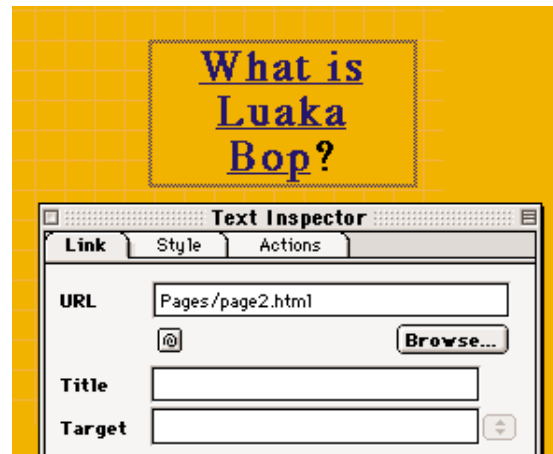 What is
Luaka
Bop?
Text Inspector
Link Style Actions
URL Pages/page2.html
@ Browse...
Title
Target